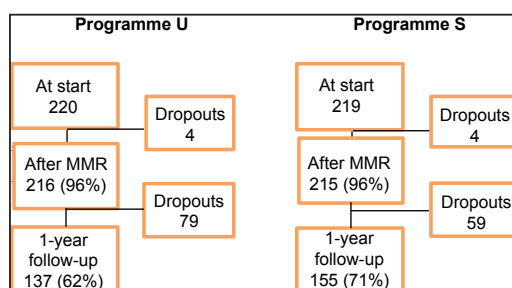 Programme U
At start
220
Dropouts
4
After MMR
216 (96%)
Dropouts
79
1-year
follow-up
137 (62%)
Programme S
At start
219
Dropouts
4
After MMR
215 (96%)
Dropouts
59
1-year
follow-up
155 (71%)